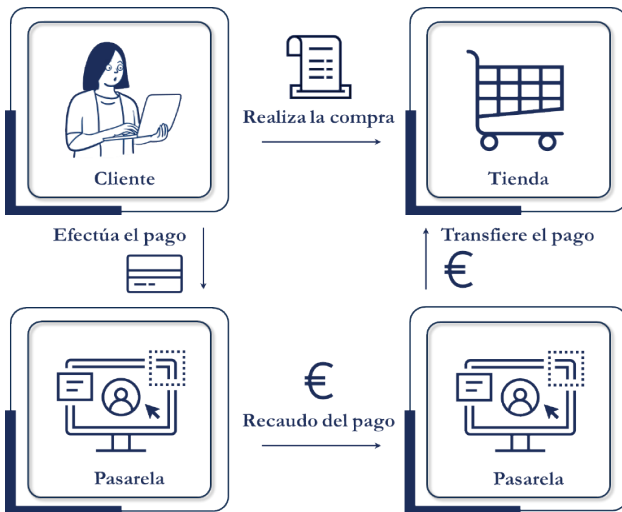 Realiza la compra
Cliente
Tienda
Efectúa el pago
Transfiere el pago
€
€
Recaudo del pago
Pasarela
Pasarela